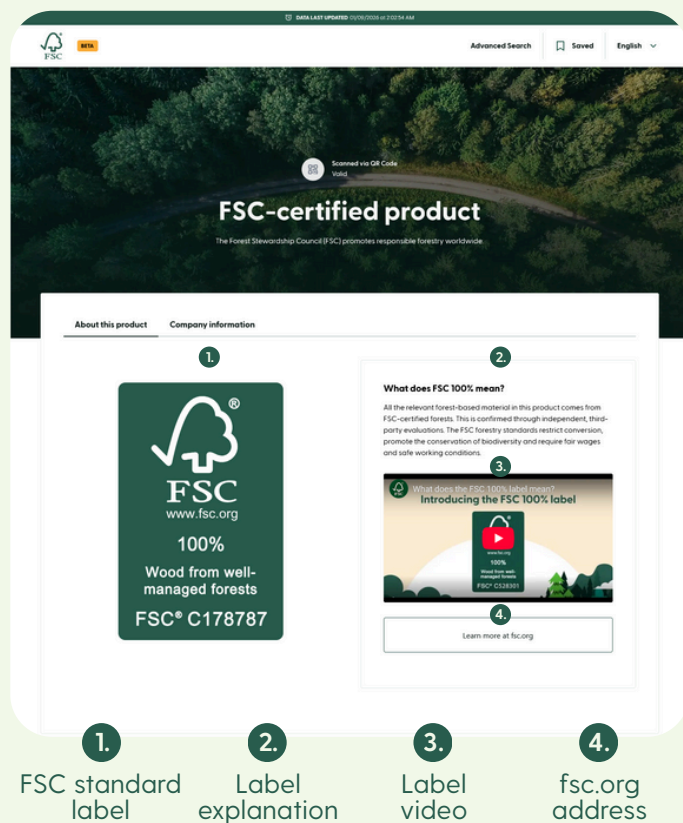 DATA LAST UPDATED 01/09/2026 at 2:02:54 AM
FSC
BETA
Advanced Search
Saved
English
Scanned via QR Code
Valid
FSC-certified product
The Forest Stewardship Council (FSC) promotes responsible forestry worldwide
About this product
Company information
1.
®
FSC
www.fsc.org
100%
Wood from well-
managed forests
FSC® C178787
2.
What does FSC 100% mean?
All the relevant forest-based material in this product comes from
FSC-certified forests. This is confirmed through independent, third-
party evaluations. The FSC forestry standards restrict conversion,
promote the conservation of biodiversity and require fair wages
and safe working conditions.
3.
What does the FSC 100% label mean?
Introducing the FSC 100% label
www.fsc.org
100%
Wood from well-
managed forests
FSC® C528301
4.
Learn more at fsc.org
1.
FSC standard
label
2.
Label
explanation
3.
Label
video
4.
fsc.org
address